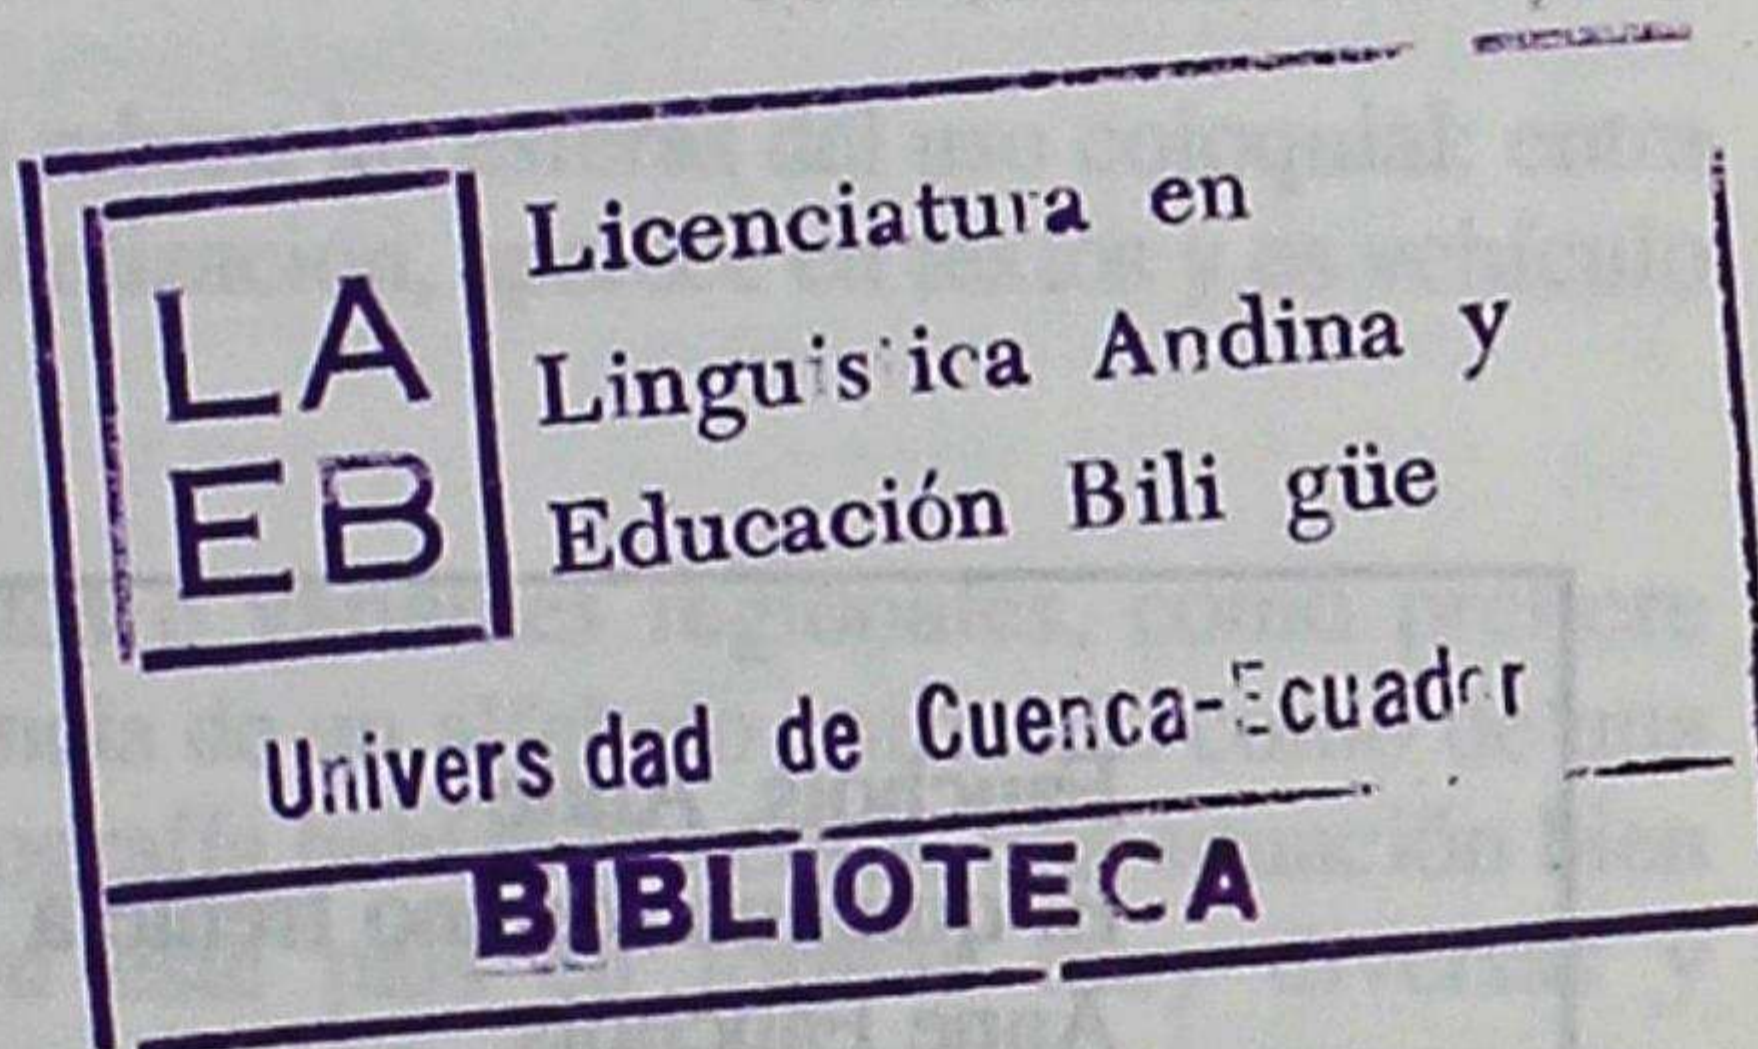 LA
EB
Licenciatura en
Linguistica Andina y
Educación Bili güe
Univers dad de Cuenca-Ecuador
BIBLIOTECA